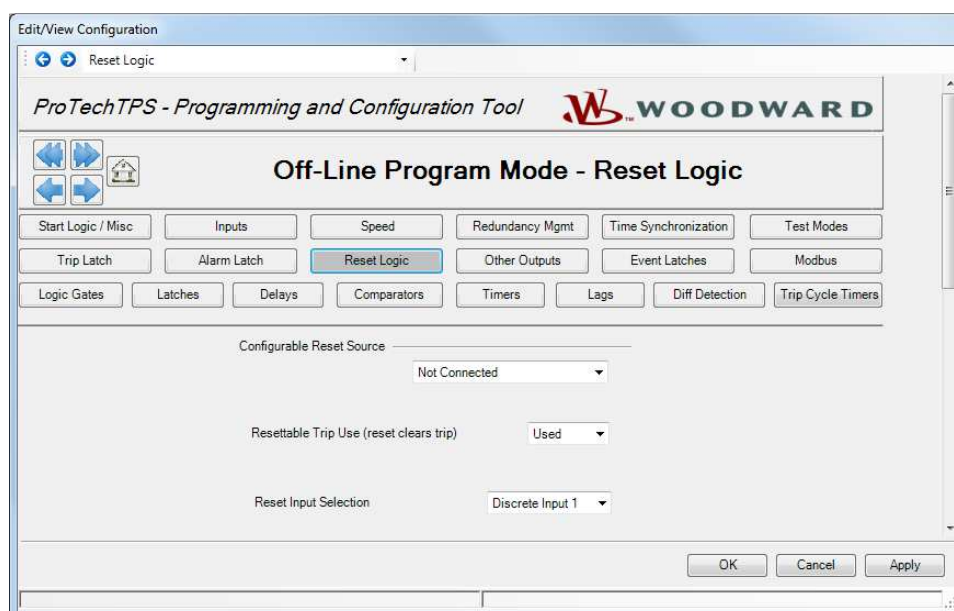 Edit/View Configuration
Reset Logic
ProTechTPS - Programming and Configuration Tool
WOODWARD
Off-Line Program Mode - Reset Logic
Start Logic / Misc Inputs Speed Redundancy Mgmt Time Synchronization Test Modes
Trip Latch Alarm Latch Reset Logic Other Outputs Event Latches Modbus
Logic Gates Latches Delays Comparators Timers Lags Diff Detection Trip Cycle Timers
Configurable Reset Source
Not Connected
Resettable Trip Use (reset clears trip) Used
Reset Input Selection Discrete Input 1
OK Cancel Apply